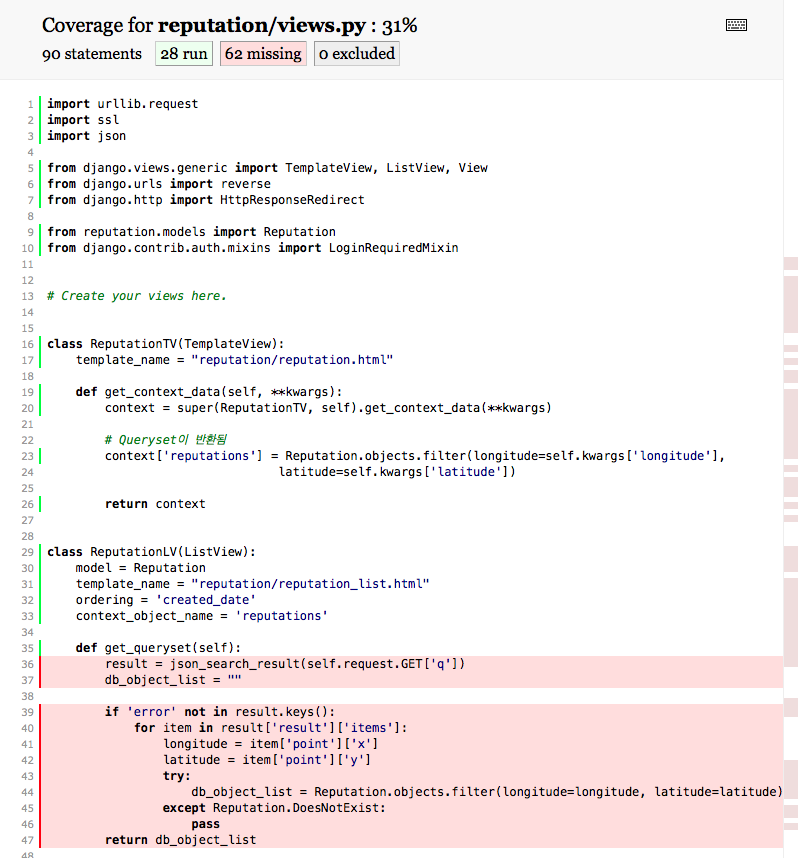 Coverage for reputation/views.py : 31%
90 statements 28 run 62 missing 0 excluded
1 import urllib.request
2 import ssl
3 import json
4
5 from django.views.generic import TemplateView, ListView, View
6 from django.urls import reverse
7 from django.http import HttpResponseRedirect
8
9 from reputation.models import Reputation
10 from django.contrib.auth.mixins import LoginRequiredMixin
11
12
13 # Create your views here.
14
15
16 class ReputationTV(TemplateView):
17     template_name = "reputation/reputation.html"
18
19     def get_context_data(self, **kwargs):
20         context = super(ReputationTV, self).get_context_data(**kwargs)
21
22         # Queryset이 반환됨
23         context['reputations'] = Reputation.objects.filter(longitude=self.kwargs['longitude'],
24                                 latitude=self.kwargs['latitude'])
25
26         return context
27
28
29 class ReputationLV(ListView):
30     model = Reputation
31     template_name = "reputation/reputation_list.html"
32     ordering = 'created_date'
33     context_object_name = 'reputations'
34
35     def get_queryset(self):
36         result = json_search_result(self.request.GET['q'])
37         db_object_list = ""
38
39         if 'error' not in result.keys():
40             for item in result['result']['items']:
41                 longitude = item['point']['x']
42                 latitude = item['point']['y']
43                 try:
44                     db_object_list = Reputation.objects.filter(longitude=longitude, latitude=latitude)
45                 except Reputation.DoesNotExist:
46                     pass
47         return db_object_list
48